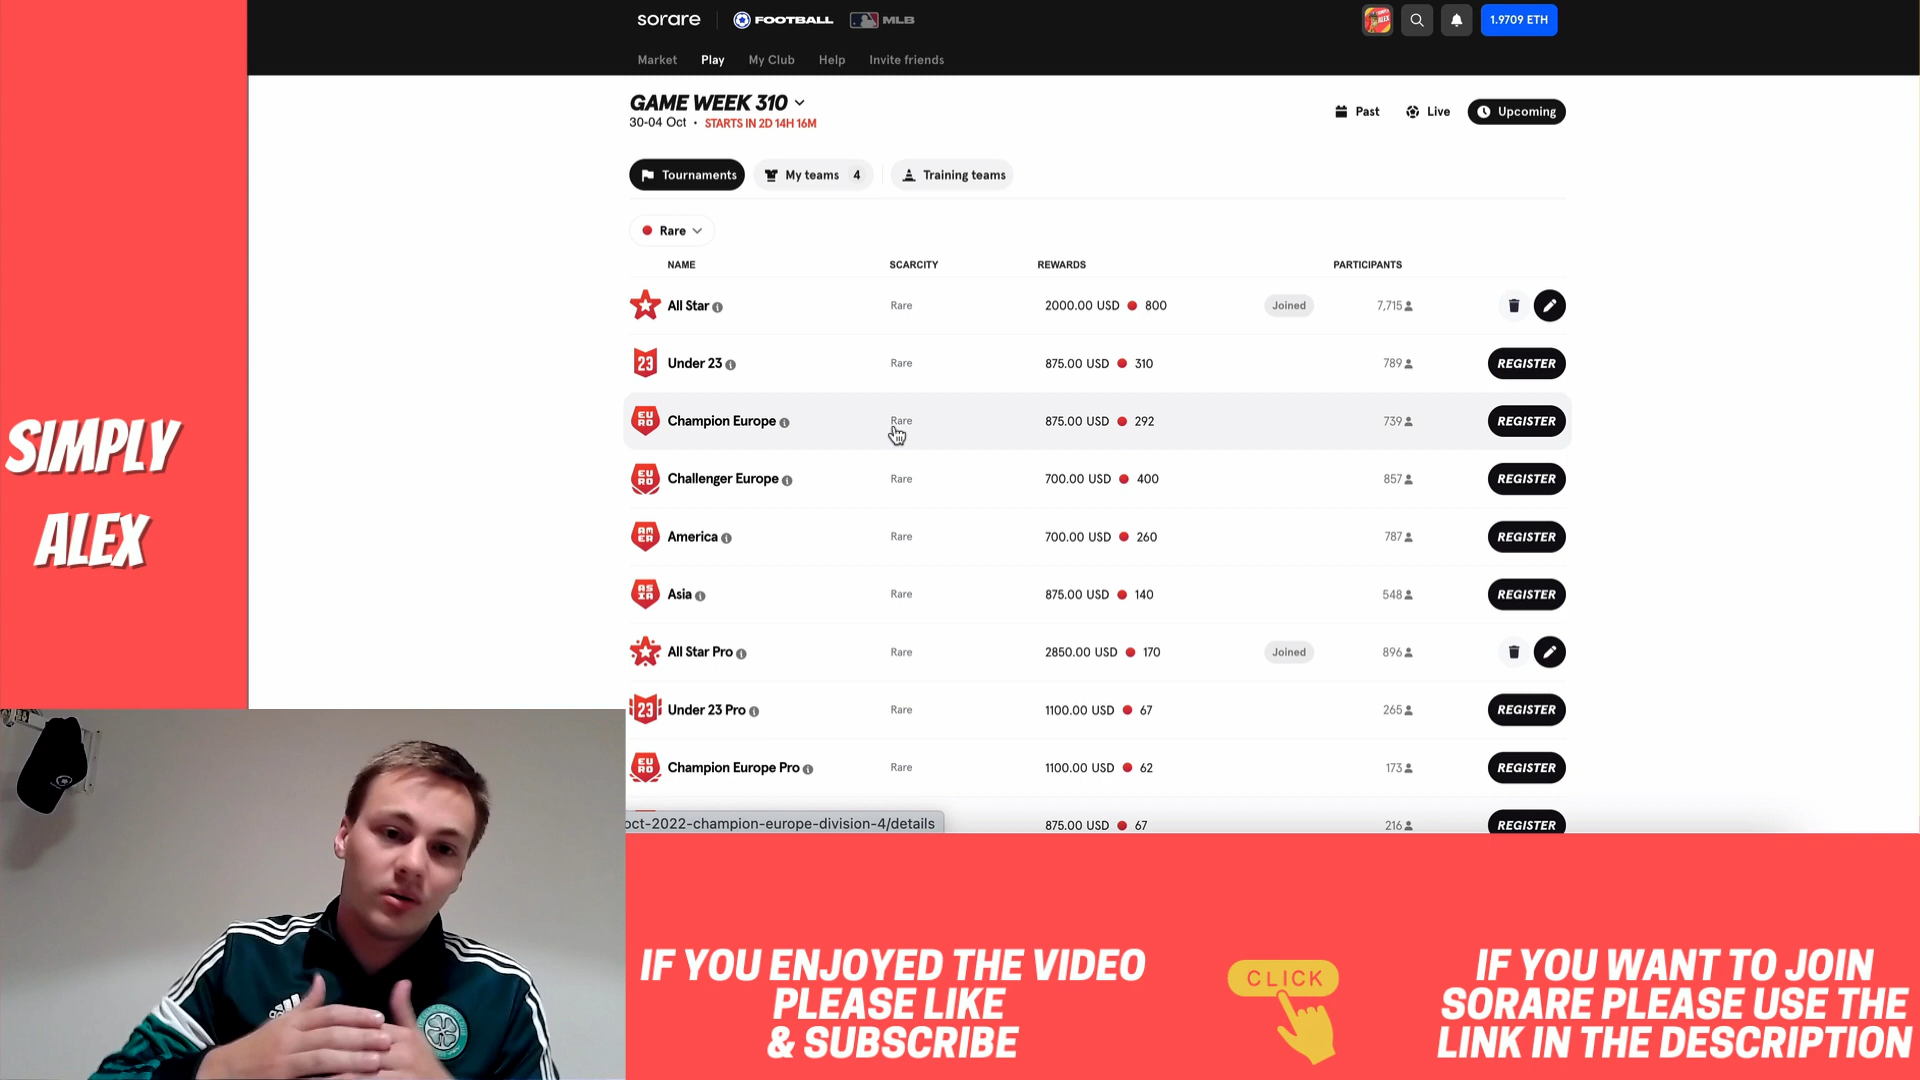 sorare FOOTBALL MLB
1.9709 ETH
Market Play My Club Help Invite friends
GAME WEEK 310
30-04 Oct • STARTS IN 2D 14H 16M
Past Live Upcoming
Tournaments My teams 4 Training teams
Rare
NAME SCARCITY REWARDS PARTICIPANTS
All Star Rare 2000.00 USD 800 Joined 7,715
23 Under 23 Rare 875.00 USD 310 789 REGISTER
EURO Champion Europe Rare 875.00 USD 292 739 REGISTER
EURO Challenger Europe Rare 700.00 USD 400 857 REGISTER
AMER America Rare 700.00 USD 260 787 REGISTER
ASIA Asia Rare 875.00 USD 140 548 REGISTER
All Star Pro Rare 2850.00 USD 170 Joined 896
23 Under 23 Pro Rare 1100.00 USD 67 265 REGISTER
EURO Champion Europe Pro Rare 1100.00 USD 62 173 REGISTER
oct-2022-champion-europe-division-4/details 875.00 USD 67 216 REGISTER
SIMPLY
ALEX
IF YOU ENJOYED THE VIDEO
PLEASE LIKE
& SUBSCRIBE
CLICK
IF YOU WANT TO JOIN
SORARE PLEASE USE THE
LINK IN THE DESCRIPTION